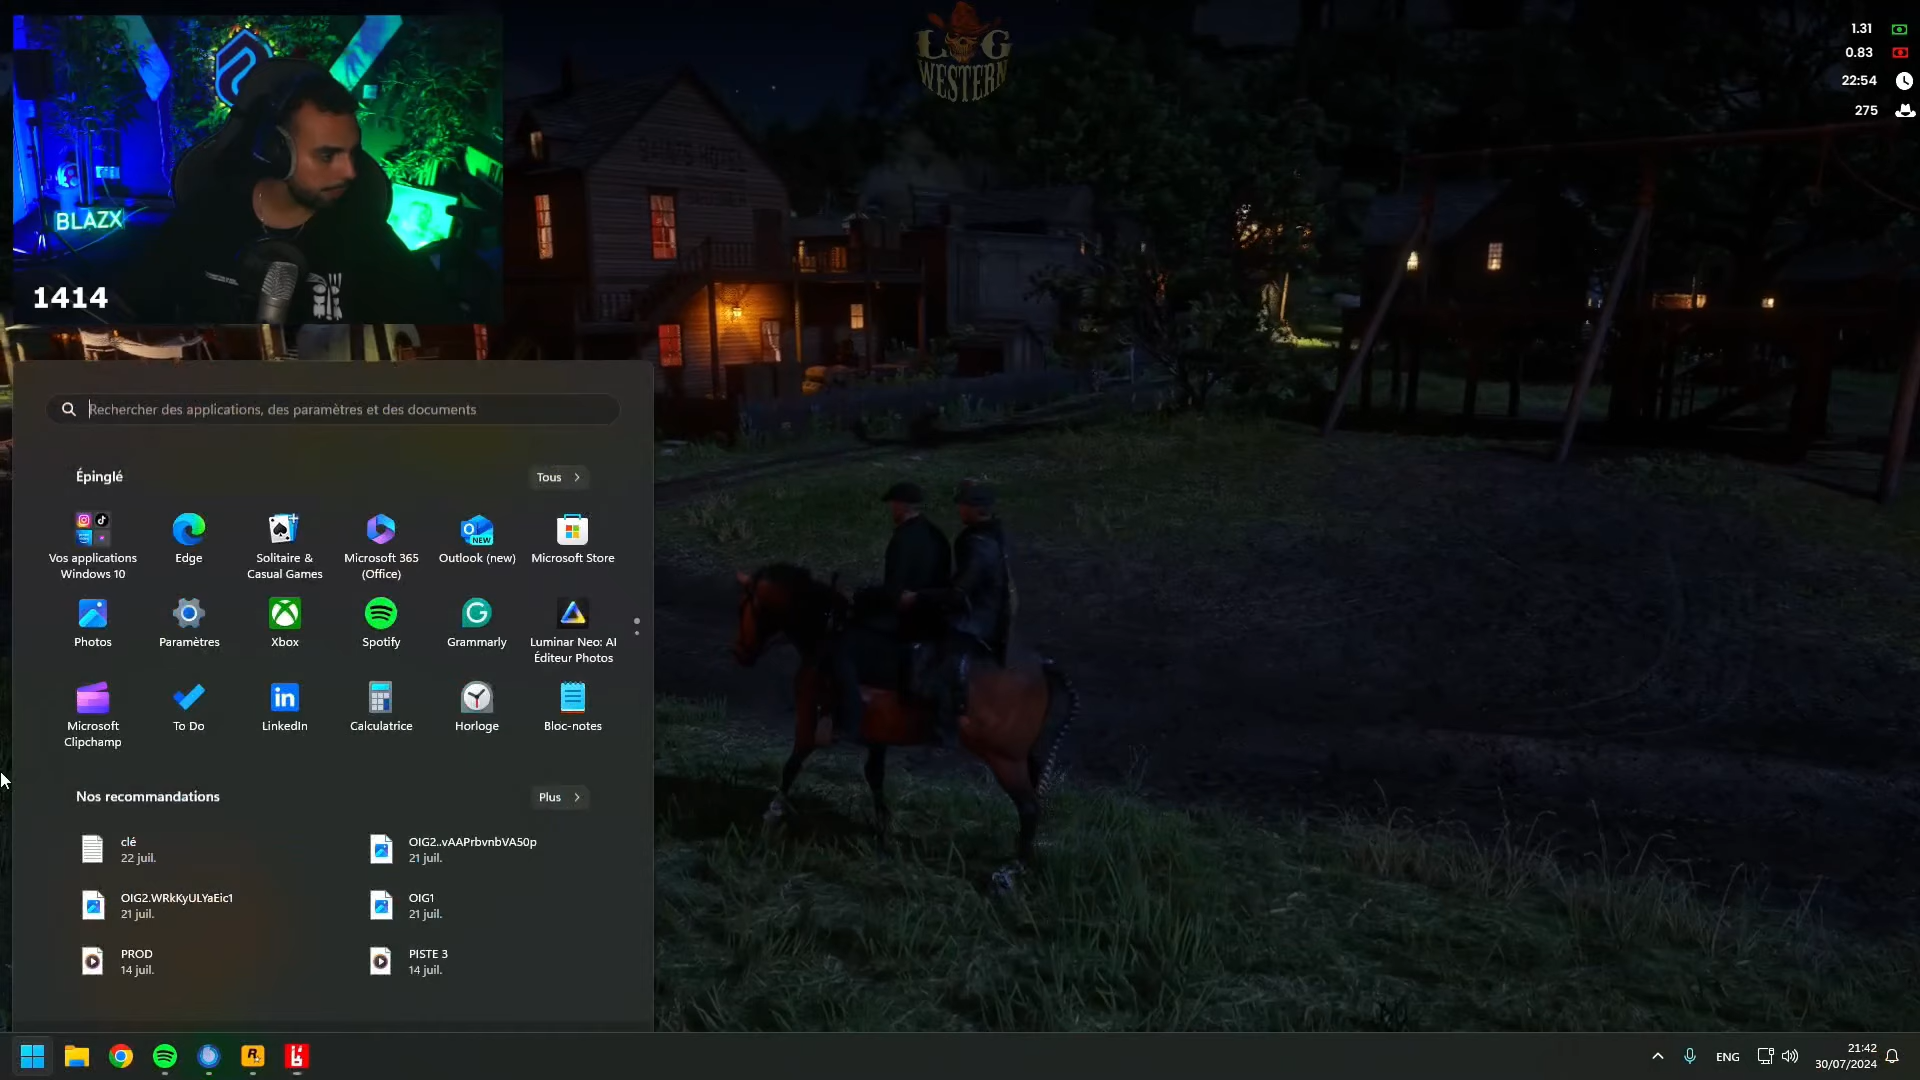 LSG
WESTERN
1.31
0.83
22:54
275
BLAZX
1414
Rechercher des applications, des paramètres et des documents
Épinglé
Tous
Vos applications
Windows 10
Edge
Solitaire &
Casual Games
Microsoft 365
(Office)
Outlook (new)
Microsoft Store
Photos
Paramètres
Xbox
Spotify
Grammarly
Luminar Neo: AI
Éditeur Photos
Microsoft
Clipchamp
To Do
LinkedIn
Calculatrice
Horloge
Bloc-notes
Nos recommandations
Plus
clé
22 juil.
OIG2..vAAPrbvnbVA50p
21 juil.
OIG2.WRkKyULYaEic1
21 juil.
OIG1
21 juil.
PROD
14 juil.
PISTE 3
14 juil.
ENG
21:42
30/07/2024